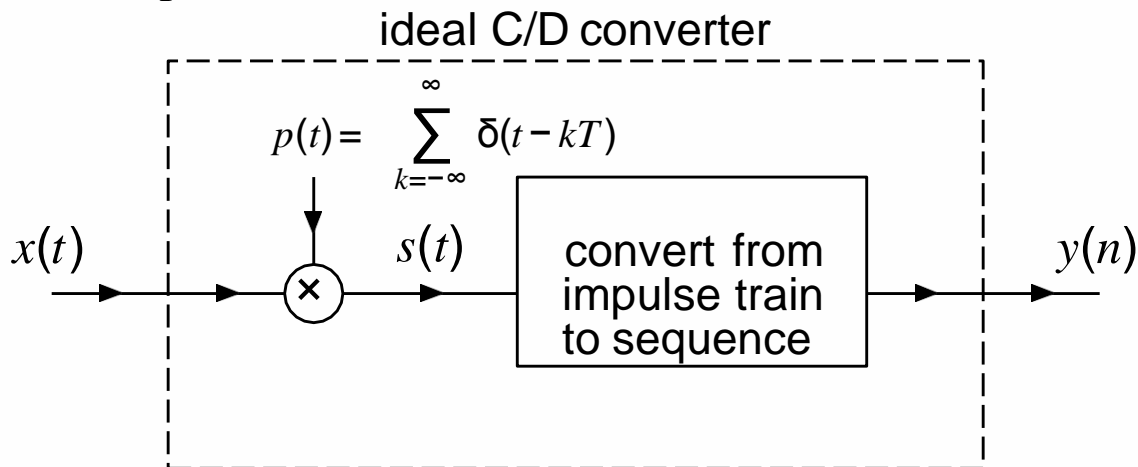 ideal C/D converter
p(t) = ∑_{k=−∞}^{∞} δ(t − kT)
x(t)
s(t)
convert from
impulse train
to sequence
y(n)